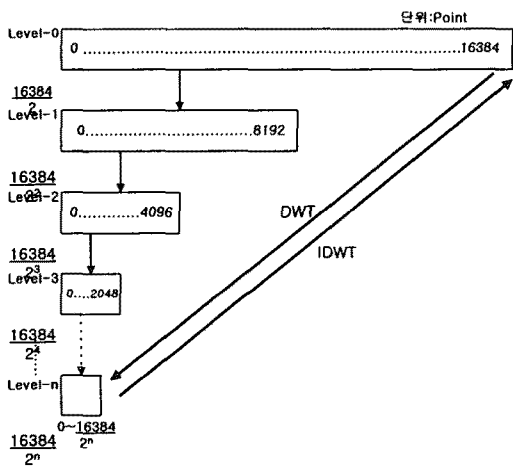 단위:Point
Level-0
0 ........................................................16384
16384
2
Level-1
0.........................8192
16384
2²
Level-2
0............4096
16384
2³
Level-3
0....2048
DWT
IDWT
16384
2⁴
Level-n
0~16384
2ⁿ
16384
2ⁿ